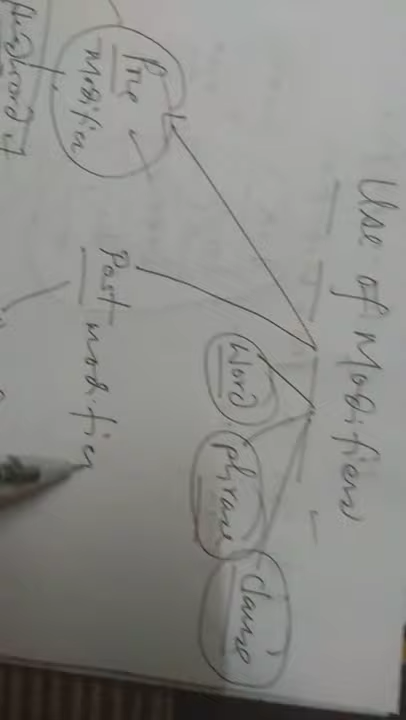 Use of Modifiers
Pre
modifier
Post modifier
Word
phrase
clause